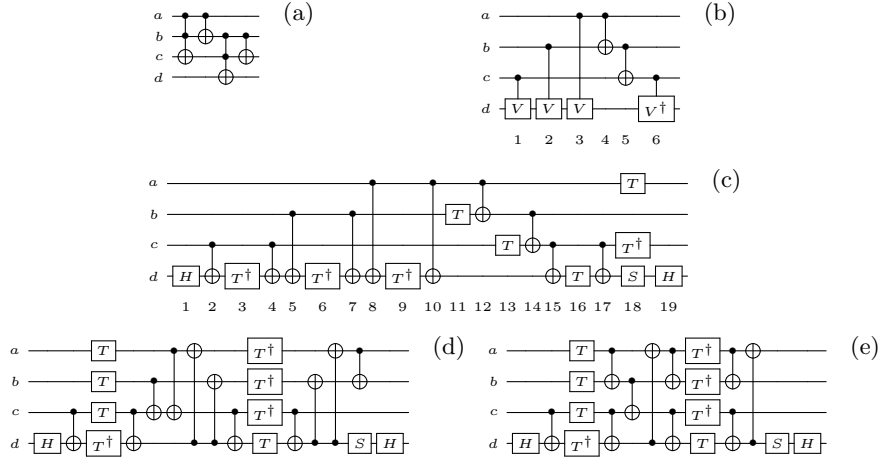 a (a)
b
c
d
a (b)
b
c
d V V V V†
1 2 3 4 5 6
a T (c)
b T
c T T†
d H T† T† T† T S H
1 2 3 4 5 6 7 8 9 10 11 12 13 14 15 16 17 18 19
a T T† (d)
b T T†
c T T†
d H T† T S H
a T T† (e)
b T T†
c T T†
d H T† T S H